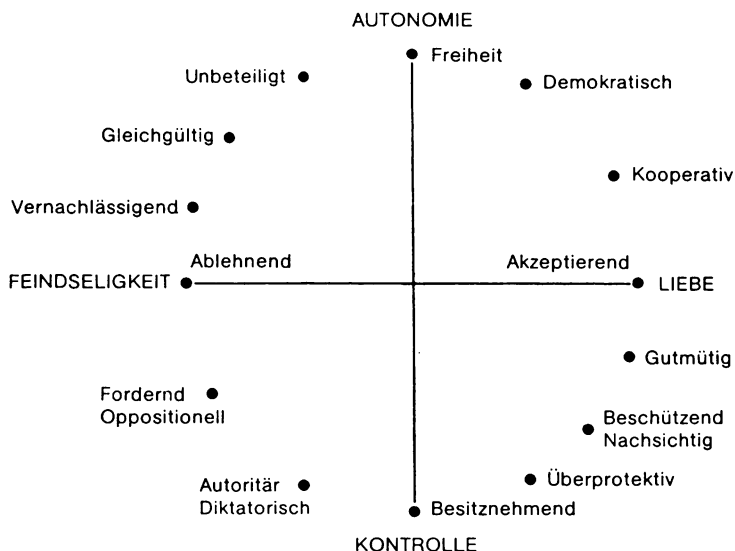 AUTONOMIE
Freiheit
Unbeteiligt
Demokratisch
Gleichgültig
Kooperativ
Vernachlässigend
Ablehnend
Akzeptierend
FEINDSELIGKEIT
LIEBE
Gutmütig
Fordernd
Oppositionell
Beschützend
Nachsichtig
Autoritär
Diktatorisch
Überprotektiv
Besitznehmend
KONTROLLE